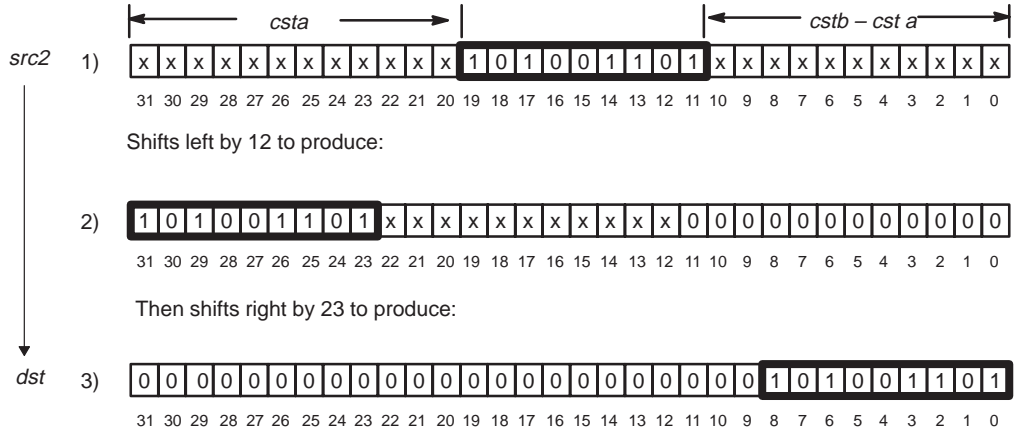 csta cstb – cst a
src2 1) x x x x x x x x x x x x 1 0 1 0 0 1 1 0 1 x x x x x x x x x x x
31 30 29 28 27 26 25 24 23 22 21 20 19 18 17 16 15 14 13 12 11 10 9 8 7 6 5 4 3 2 1 0
Shifts left by 12 to produce:
2) 1 0 1 0 0 1 1 0 1 x x x x x x x x x x x 0 0 0 0 0 0 0 0 0 0 0 0
31 30 29 28 27 26 25 24 23 22 21 20 19 18 17 16 15 14 13 12 11 10 9 8 7 6 5 4 3 2 1 0
Then shifts right by 23 to produce:
dst 3) 0 0 0 0 0 0 0 0 0 0 0 0 0 0 0 0 0 0 0 0 0 0 0 1 0 1 0 0 1 1 0 1
31 30 29 28 27 26 25 24 23 22 21 20 19 18 17 16 15 14 13 12 11 10 9 8 7 6 5 4 3 2 1 0